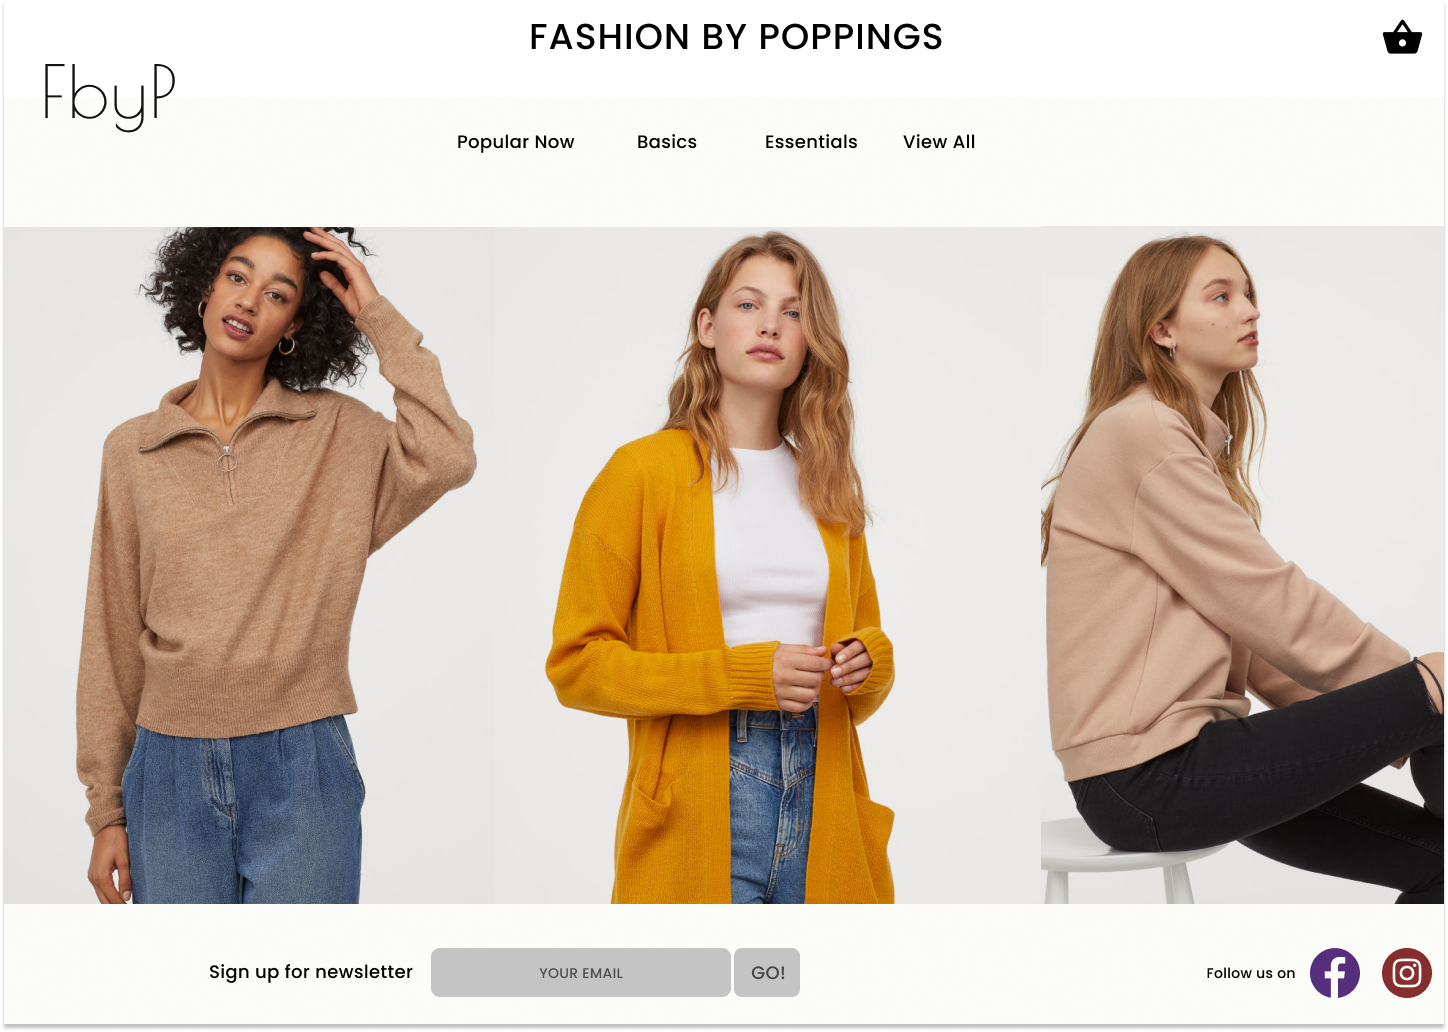 FASHION BY POPPINGS
FbyP
Popular Now Basics Essentials View All
Sign up for newsletter YOUR EMAIL GO! Follow us on